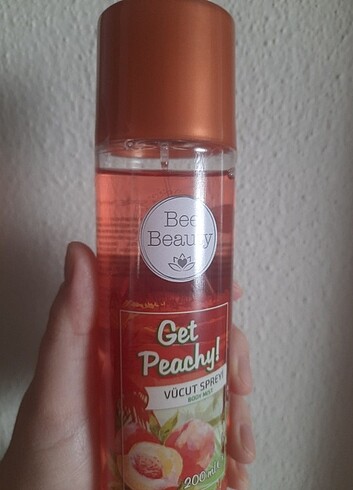 Bee
Beauty
Get
Peachy!
VÜCUT SPREYİ
BODY MIST
200 ml